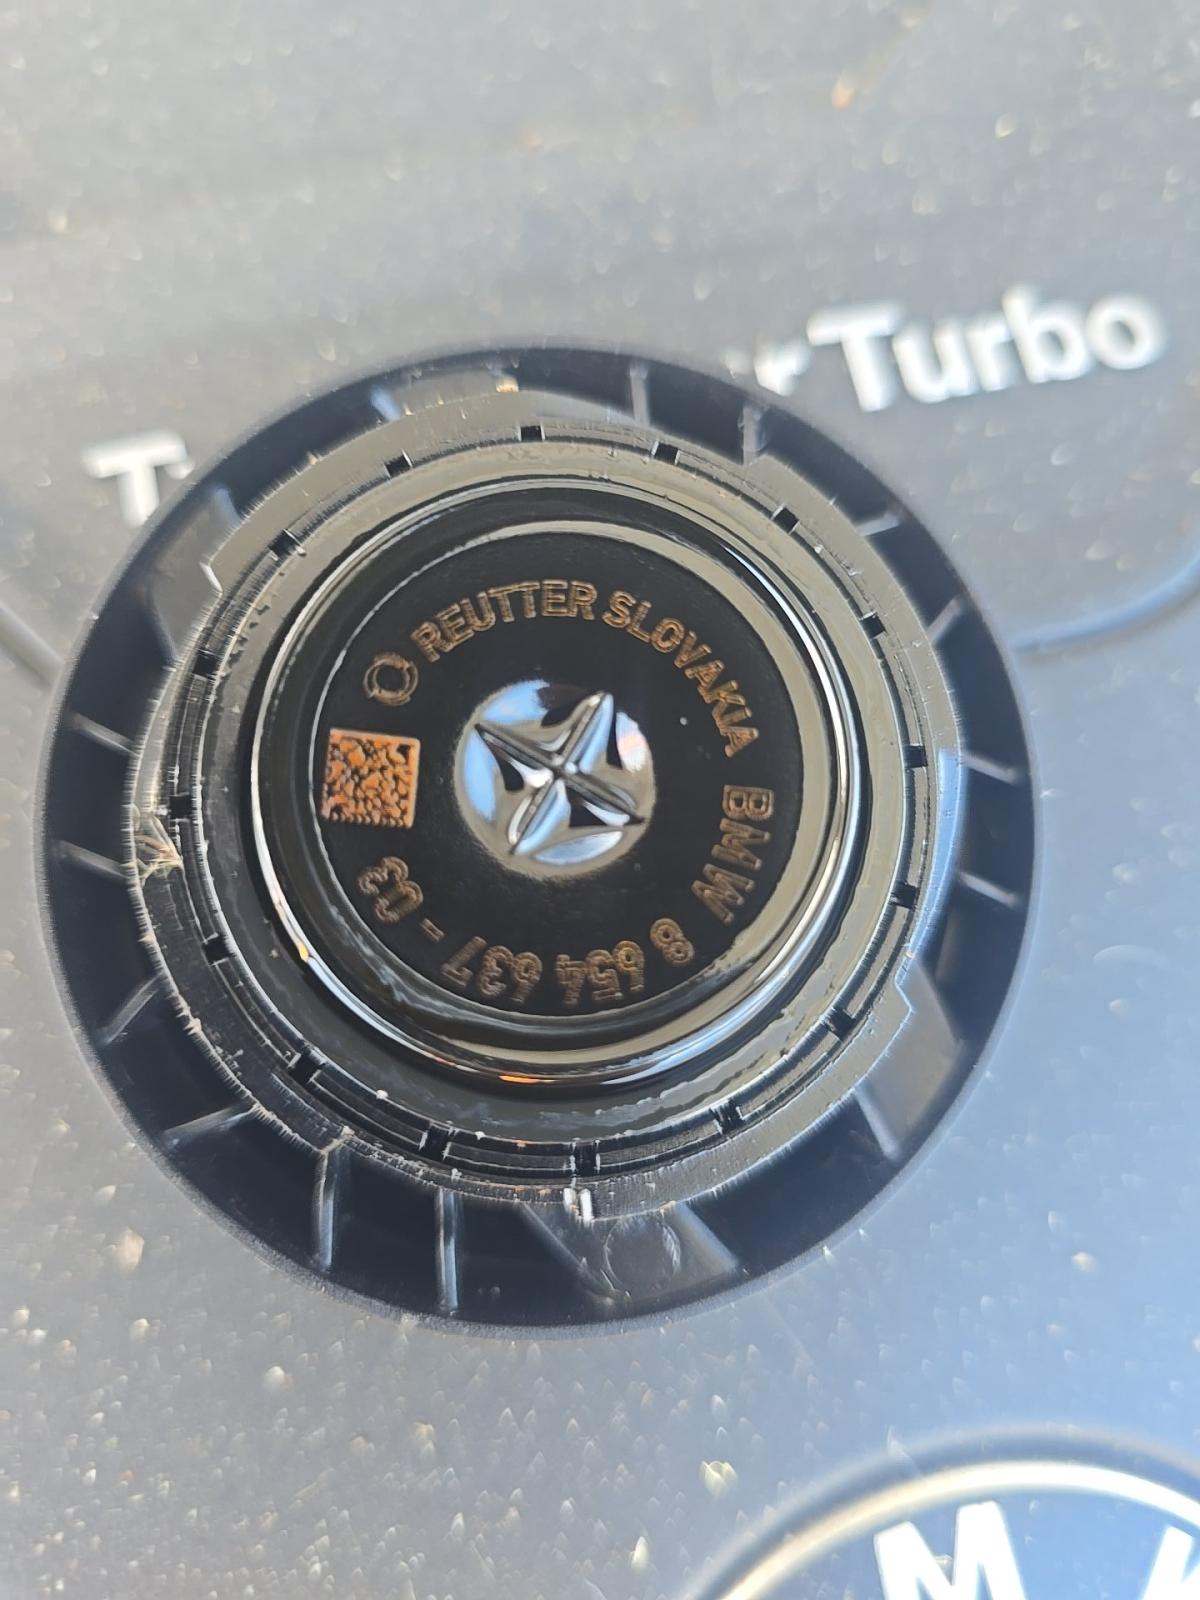 Turbo
REUTTER SLOVAKIA BMW 8 654 637 - 03
M